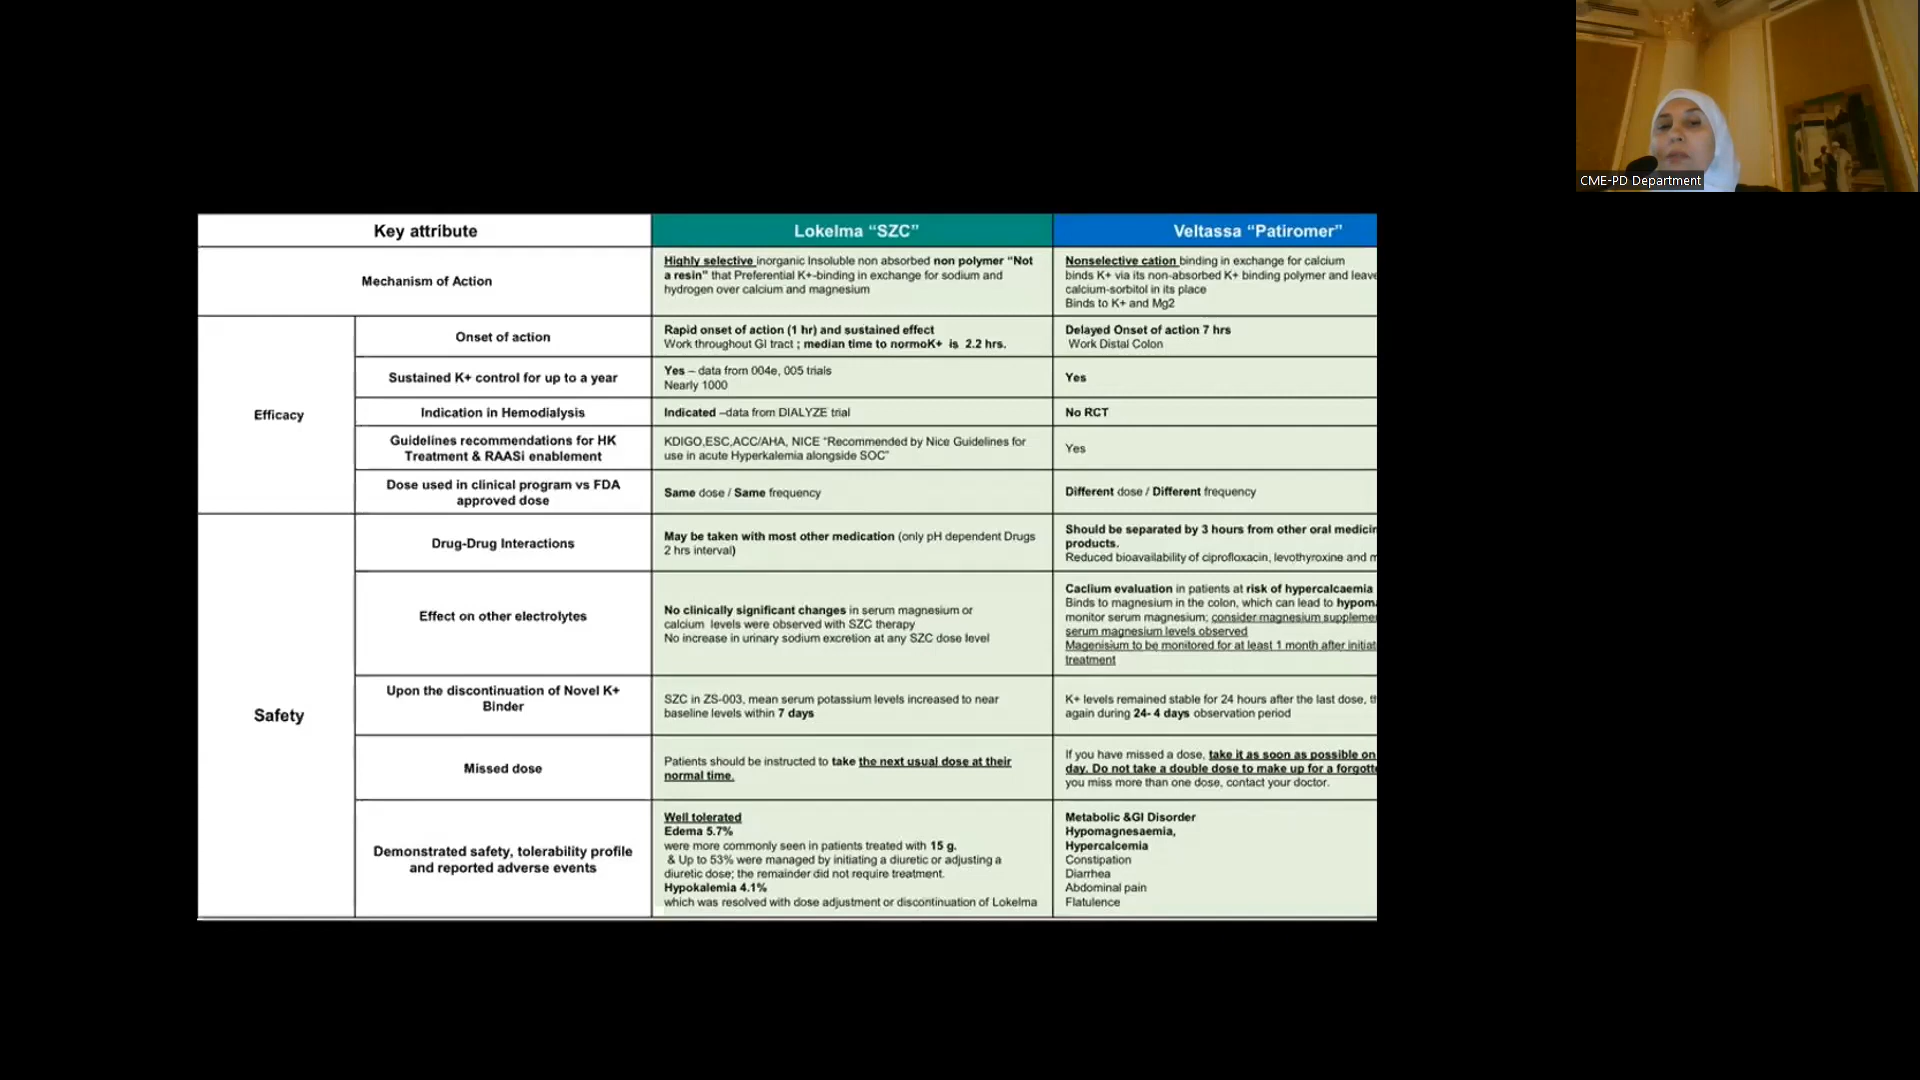 CME-PD Department
Key attribute
Lokelma “SZC”
Veltassa “Patiromer”
Mechanism of Action
Highly selective inorganic Insoluble non absorbed non polymer “Not
a resin” that Preferential K+-binding in exchange for sodium and
hydrogen over calcium and magnesium
Nonselective cation binding in exchange for calcium
binds K+ via its non-absorbed K+ binding polymer and leave
calcium-sorbitol in its place
Binds to K+ and Mg2
Efficacy
Onset of action
Rapid onset of action (1 hr) and sustained effect
Work throughout GI tract ; median time to normoK+ is 2.2 hrs.
Delayed Onset of action 7 hrs
Work Distal Colon
Sustained K+ control for up to a year
Yes – data from 004e, 005 trials
Nearly 1000
Yes
Indication in Hemodialysis
Indicated –data from DIALYZE trial
No RCT
Guidelines recommendations for HK
Treatment & RAASi enablement
KDIGO,ESC,ACC/AHA, NICE “Recommended by Nice Guidelines for
use in acute Hyperkalemia alongside SOC”
Yes
Dose used in clinical program vs FDA
approved dose
Same dose / Same frequency
Different dose / Different frequency
Safety
Drug-Drug Interactions
May be taken with most other medication (only pH dependent Drugs
2 hrs interval)
Should be separated by 3 hours from other oral medicin
products.
Reduced bioavailability of ciprofloxacin, levothyroxine and m
Effect on other electrolytes
No clinically significant changes in serum magnesium or
calcium levels were observed with SZC therapy
No increase in urinary sodium excretion at any SZC dose level
Caclium evaluation in patients at risk of hypercalcaemia
Binds to magnesium in the colon, which can lead to hypoma
monitor serum magnesium; consider magnesium suppleme
serum magnesium levels observed
Magenisium to be monitored for at least 1 month after initiat
treatment
Upon the discontinuation of Novel K+
Binder
SZC in ZS-003, mean serum potassium levels increased to near
baseline levels within 7 days
K+ levels remained stable for 24 hours after the last dose, th
again during 24- 4 days observation period
Missed dose
Patients should be instructed to take the next usual dose at their
normal time.
If you have missed a dose, take it as soon as possible on
day. Do not take a double dose to make up for a forgotte
you miss more than one dose, contact your doctor.
Demonstrated safety, tolerability profile
and reported adverse events
Well tolerated
Edema 5.7%
were more commonly seen in patients treated with 15 g.
& Up to 53% were managed by initiating a diuretic or adjusting a
diuretic dose; the remainder did not require treatment.
Hypokalemia 4.1%
which was resolved with dose adjustment or discontinuation of Lokelma
Metabolic &GI Disorder
Hypomagnesaemia,
Hypercalcemia
Constipation
Diarrhea
Abdominal pain
Flatulence